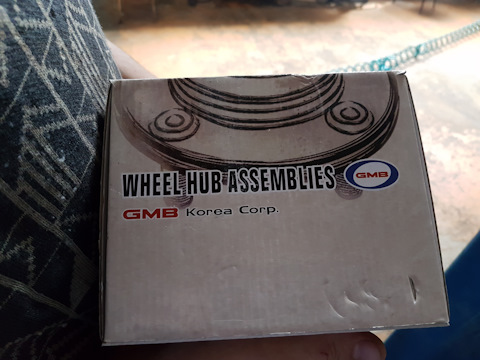 WHEEL HUB ASSEMBLIES GMB
GMB Korea Corp.